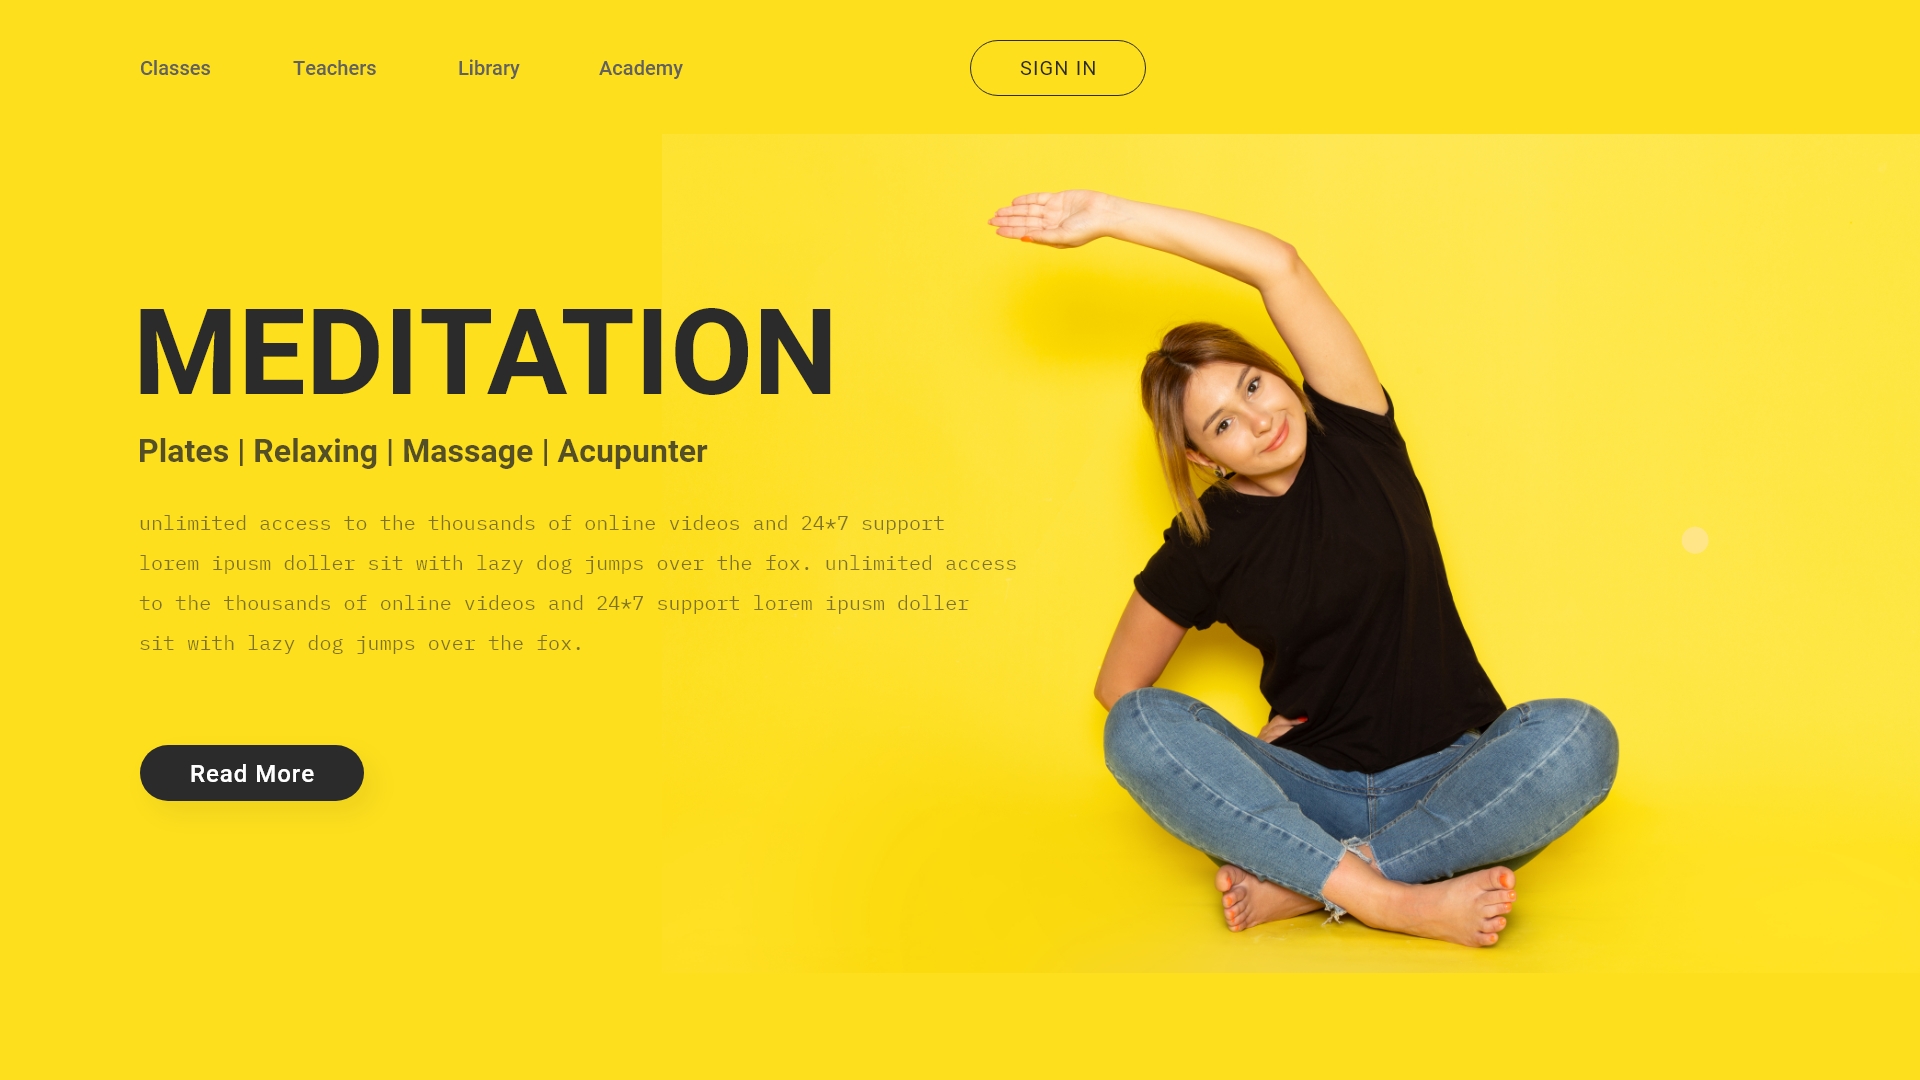 Classes Teachers Library Academy SIGN IN
MEDITATION
Plates | Relaxing | Massage | Acupunter
unlimited access to the thousands of online videos and 24*7 support
lorem ipusm doller sit with lazy dog jumps over the fox. unlimited access
to the thousands of online videos and 24*7 support lorem ipusm doller
sit with lazy dog jumps over the fox.
Read More